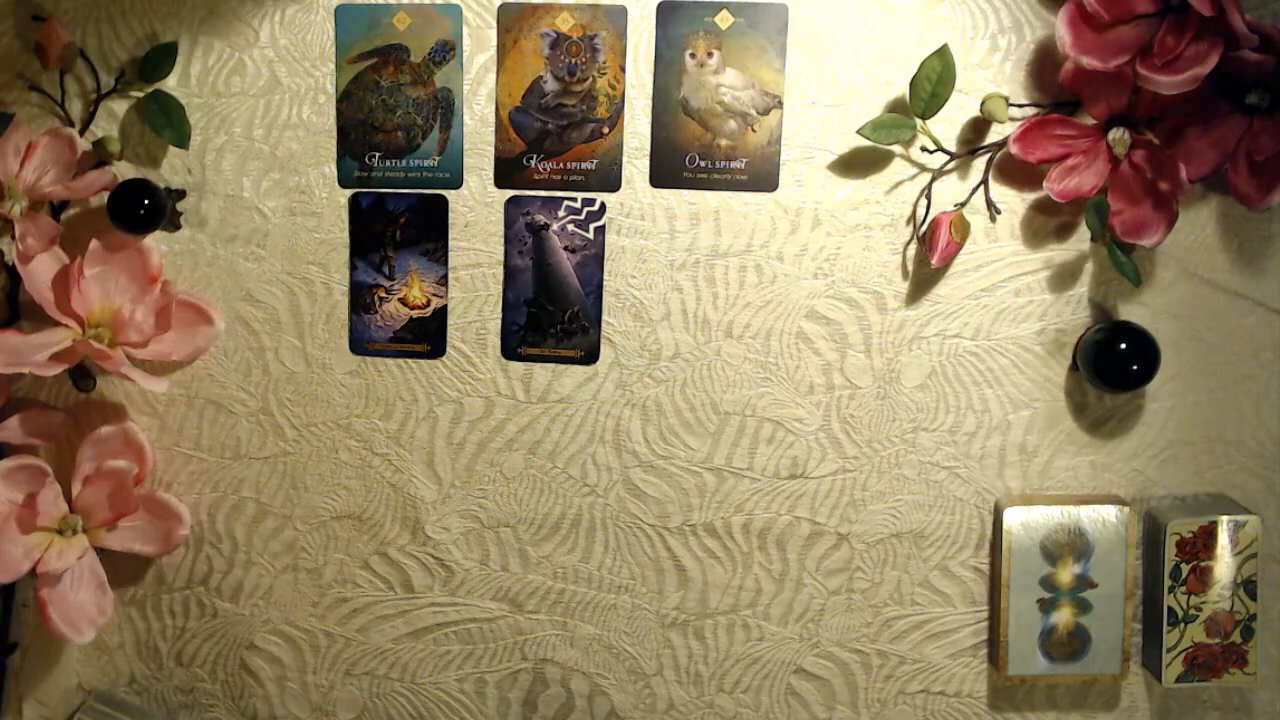 TURTLE SPIRIT
Slow and steady wins the race.
KOALA SPIRIT
Spirit has a plan.
OWL SPIRIT
You see clearly now